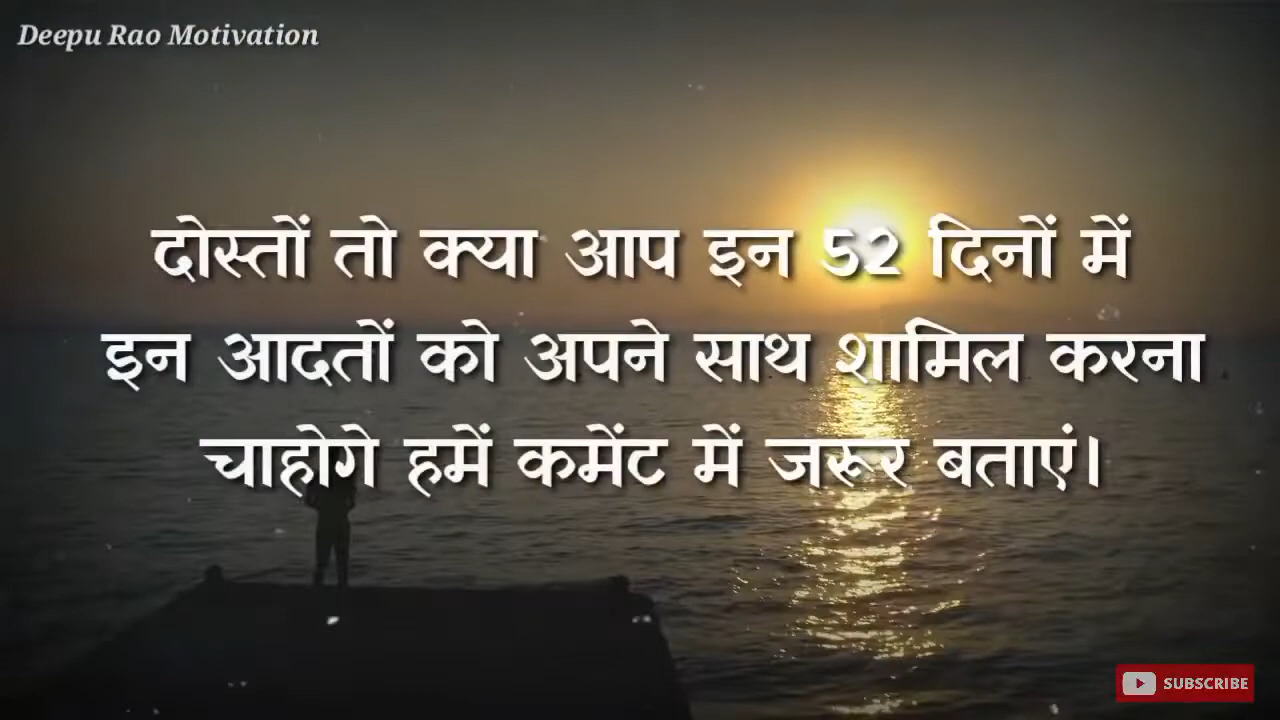 Deepu Rao Motivation
दोस्तों तो क्या आप इन 52 दिनों में
इन आदतों को अपने साथ शामिल करना
चाहोगे हमें कमेंट में जरूर बताएं।
SUBSCRIBE